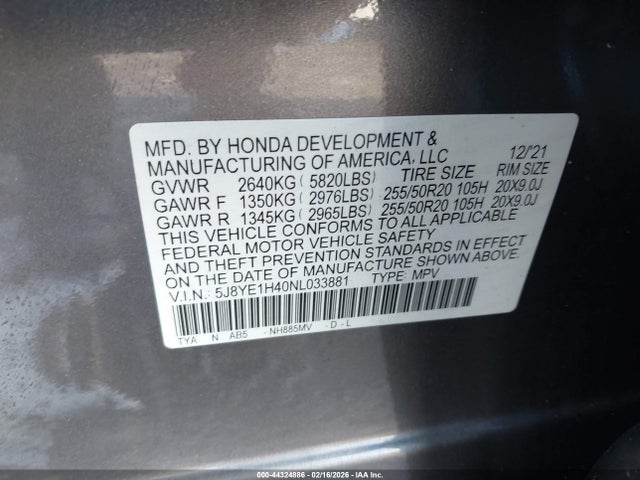 MFD. BY HONDA DEVELOPMENT &
MANUFACTURING OF AMERICA, LLC 12/'21
GVWR 2640KG (5820LBS) TIRE SIZE RIM SIZE
GAWR F 1350KG (2976LBS) 255/50R20 105H 20X9.0J
GAWR R 1345KG (2965LBS) 255/50R20 105H 20X9.0J
THIS VEHICLE CONFORMS TO ALL APPLICABLE
FEDERAL MOTOR VEHICLE SAFETY
AND THEFT PREVENTION STANDARDS IN EFFECT
ON THE DATE OF MANUFACTURE SHOWN ABOVE.
V.I.N.: 5J8YE1H40NL033881 TYPE MPV
TYA N AB5 -NH885MV -D-L
000-44324886 - 02/16/2026 - IAA Inc.